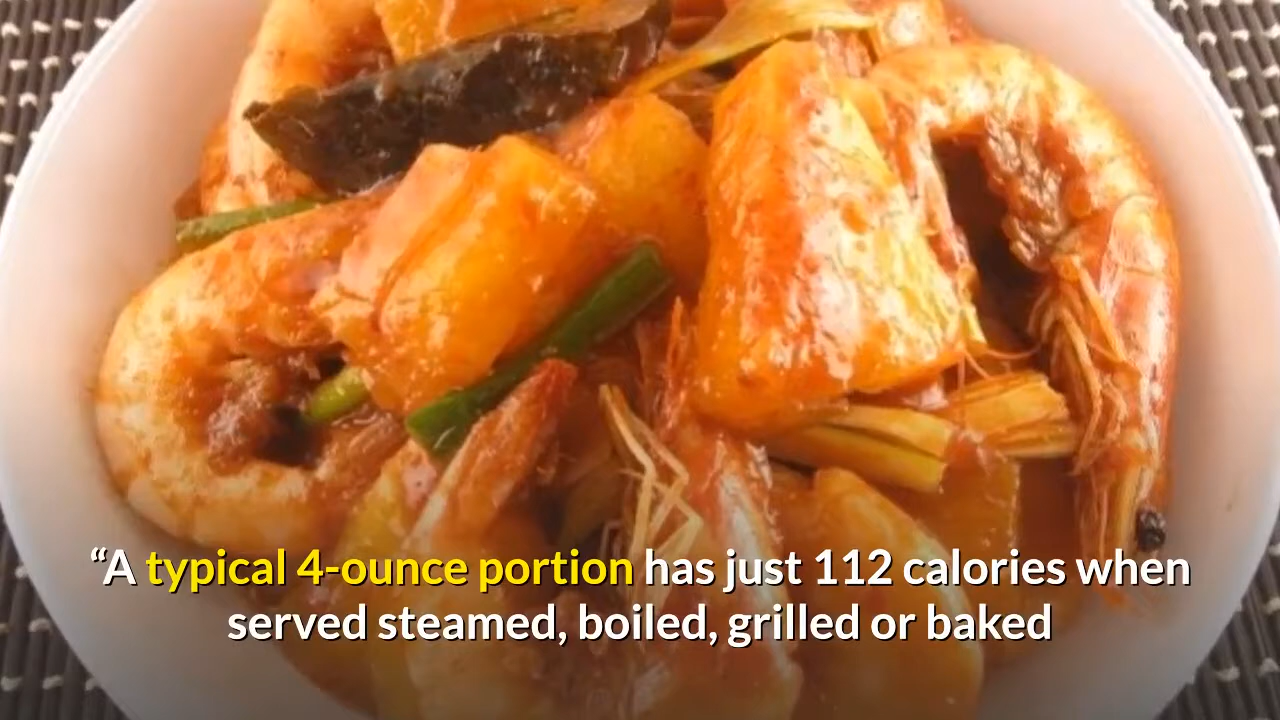 “A typical 4-ounce portion has just 112 calories when
served steamed, boiled, grilled or baked